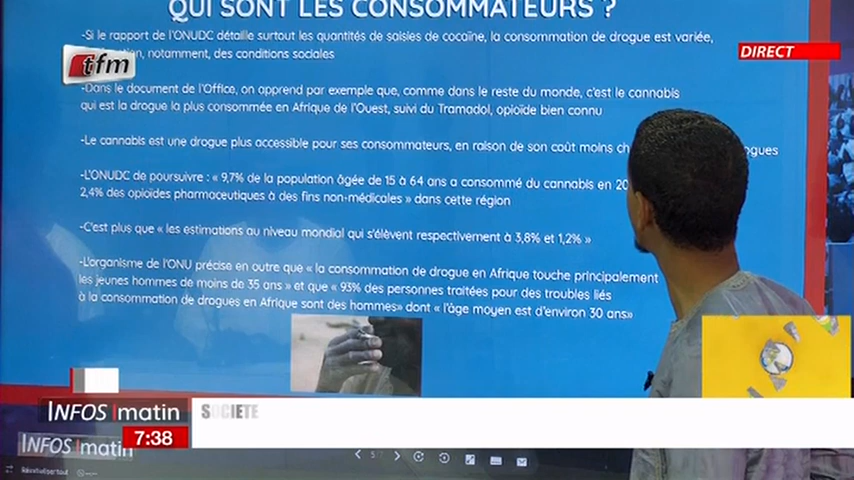 QUI SONT LES CONSOMMATEURS ?
-Si le rapport de l'ONUDC détaille surtout les quantités de saisies de cocaïne, la consommation de drogue est variée,
notamment, des conditions sociales
DIRECT
tfm
-Dans le document de l'Office, on apprend par exemple que, comme dans le reste du monde, c'est le cannabis
qui est la drogue la plus consommée en Afrique de l'Ouest, suivi du Tramadol, opioïde bien connu
-Le cannabis est une drogue plus accessible pour ses consommateurs, en raison de son coût moins
-L'ONUDC de poursuivre : « 9,7% de la population âgée de 15 à 64 ans a consommé du cannabis en
2,4% des opioïdes pharmaceutiques à des fins non-médicales » dans cette région
-C'est plus que « les estimations au niveau mondial qui s'élèvent respectivement à 3,8% et 1,2% »
-L'organisme de l'ONU précise en outre que « la consommation de drogue en Afrique touche principalement
les jeunes hommes de moins de 35 ans » et que « 93% des personnes traitées pour des troubles liés
à la consommation de drogues en Afrique sont des hommes» dont « l'âge moyen est d'environ 30 ans»
INFOS matin
SOCIETE
7:38
INFOS matin